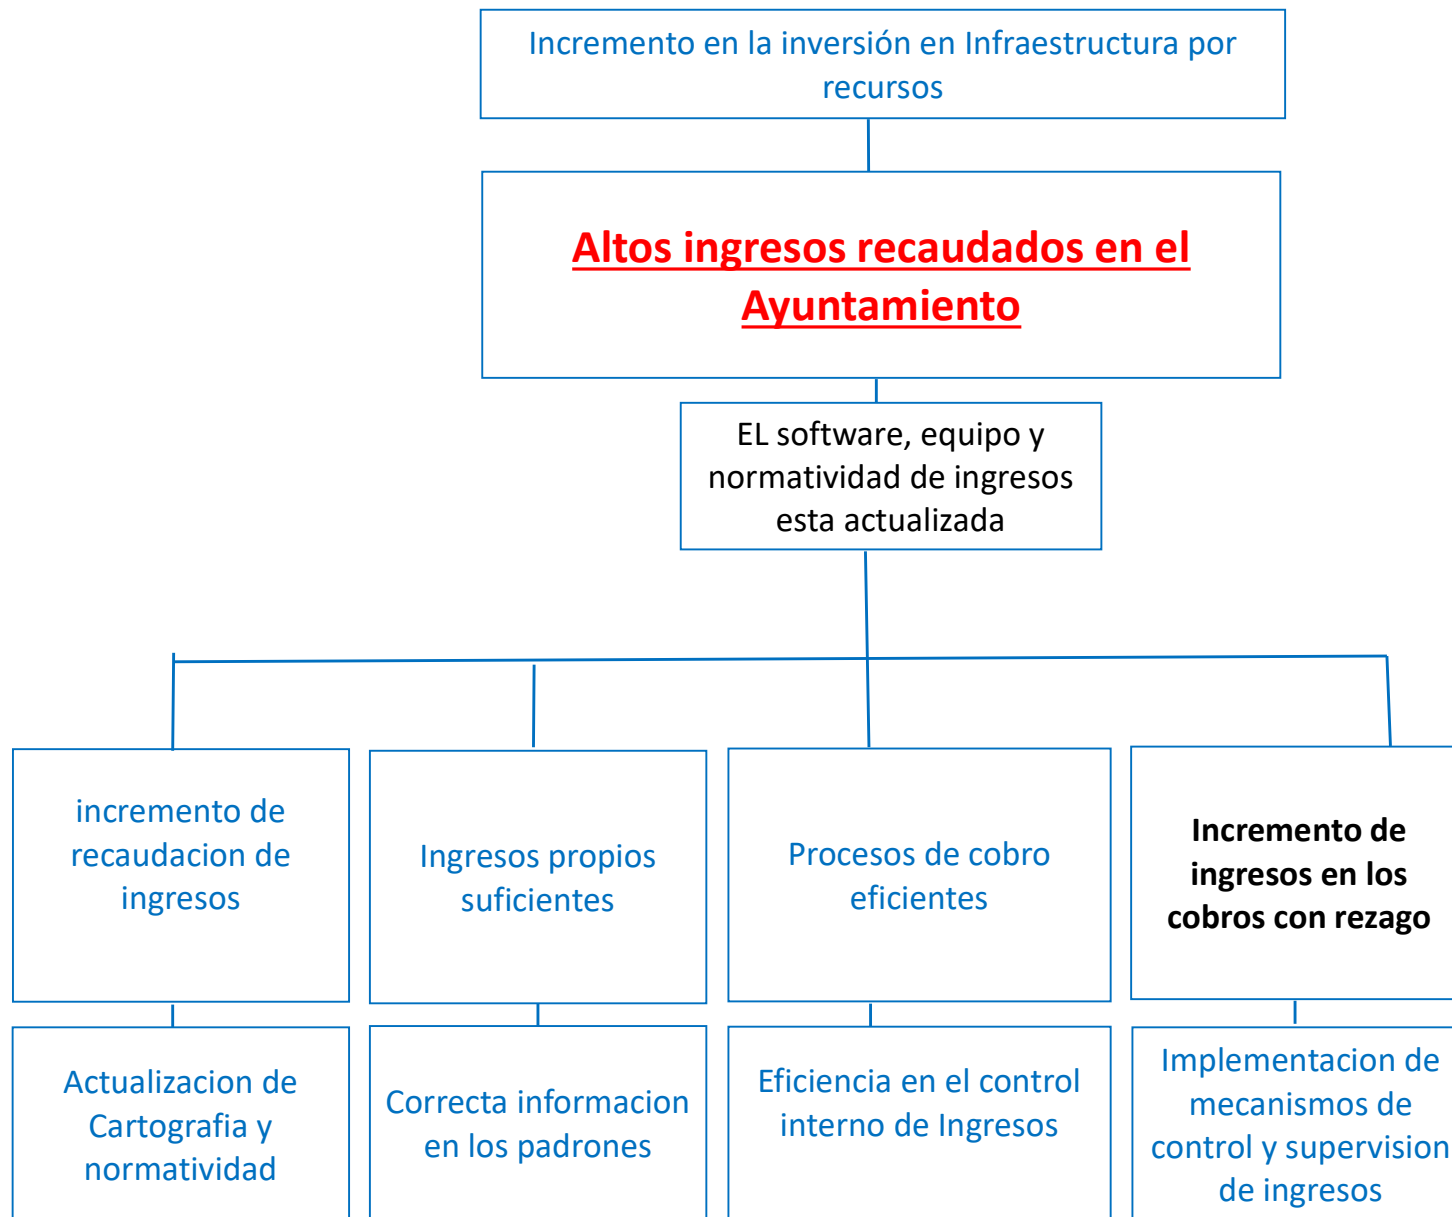 Incremento en la inversión en Infraestructura por
recursos
Altos ingresos recaudados en el
Ayuntamiento
EL software, equipo y
normatividad de ingresos
esta actualizada
incremento de
recaudacion de
ingresos
Ingresos propios
suficientes
Procesos de cobro
eficientes
Incremento de
ingresos en los
cobros con rezago
Actualizacion de
Cartografia y
normatividad
Correcta informacion
en los padrones
Eficiencia en el control
interno de Ingresos
Implementacion de
mecanismos de
control y supervision
de ingresos